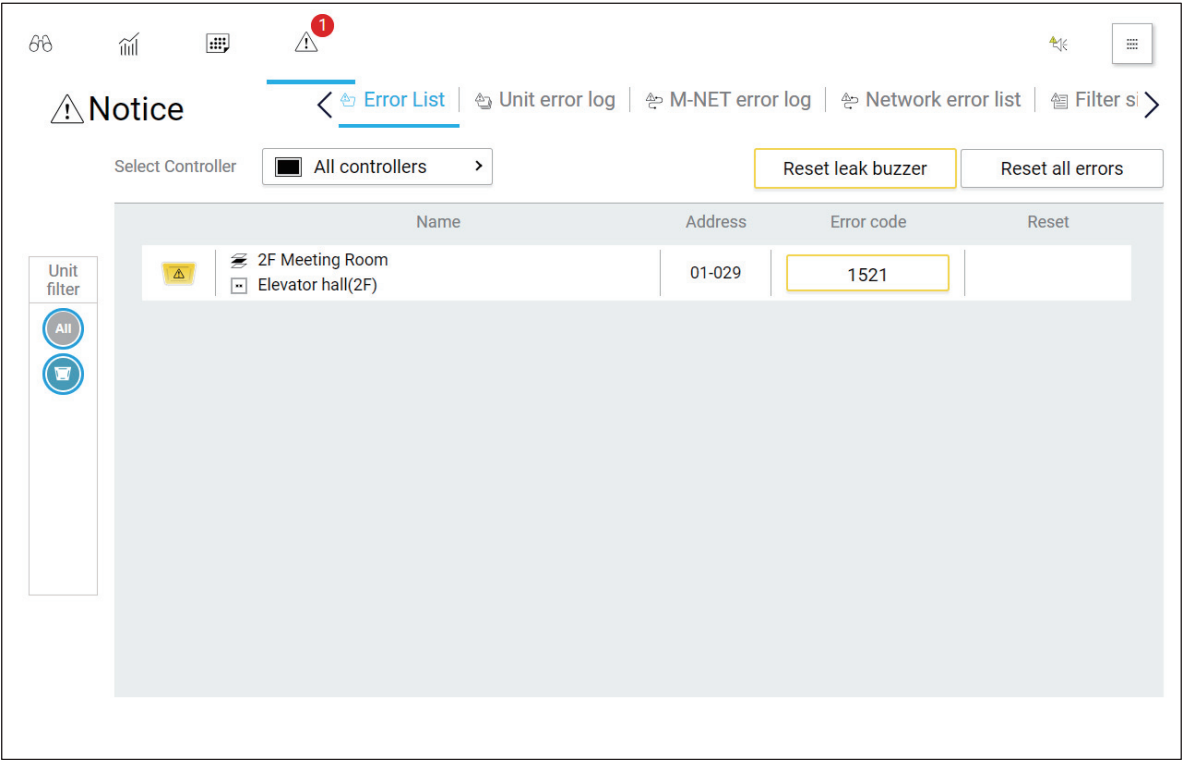 1
Notice
Error List
Unit error log
M-NET error log
Network error list
Filter si
Select Controller
All controllers
Reset leak buzzer
Reset all errors
Name
Address
Error code
Reset
2F Meeting Room
Elevator hall(2F)
01-029
1521
Unit
filter
All